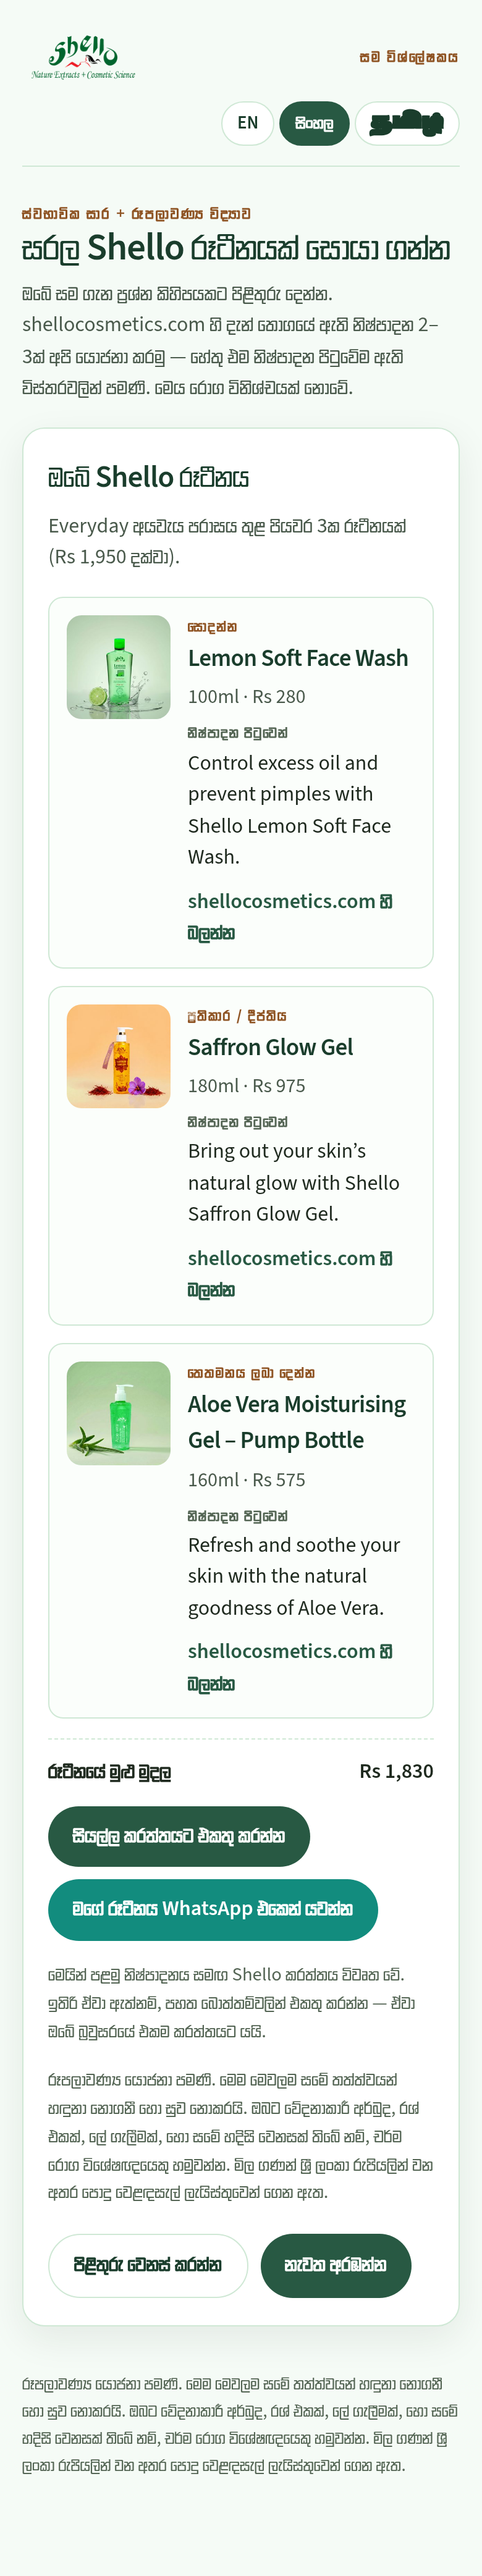 Shello
Nature Extracts + Cosmetic Science
සම විශ්ලේෂකය
EN
සිංහල
ස්වභාවික සාර + රූපලාවණ්‍ය විද්‍යාව
සරල Shello රූටීනයක් සොයා ගන්න
ඔබේ සම ගැන ප්‍රශ්න කිහිපයකට පිළිතුරු දෙන්න.
shellocosmetics.com හි දැන් තොගයේ ඇති නිෂ්පාදන 2–
3ක් අපි යෝජනා කරමු — හේතු එම නිෂ්පාදන පිටුවේම ඇති
විස්තරවලින් පමණි. මෙය රෝග විනිශ්චයක් නොවේ.
ඔබේ Shello රූටීනය
Everyday අයවැය පරාසය තුළ පියවර 3ක රූටීනයක්
(Rs 1,950 දක්වා).
සෝදන්න
Lemon Soft Face Wash
100ml · Rs 280
නිෂ්පාදන පිටුවෙන්
Control excess oil and
prevent pimples with
Shello Lemon Soft Face
Wash.
shellocosmetics.com හි
බලන්න
ප්‍රතිකාර / දීප්තිය
Saffron Glow Gel
180ml · Rs 975
නිෂ්පාදන පිටුවෙන්
Bring out your skin’s
natural glow with Shello
Saffron Glow Gel.
shellocosmetics.com හි
බලන්න
තෙතමනය ලබා දෙන්න
Aloe Vera Moisturising
Gel – Pump Bottle
160ml · Rs 575
නිෂ්පාදන පිටුවෙන්
Refresh and soothe your
skin with the natural
goodness of Aloe Vera.
shellocosmetics.com හි
බලන්න
රූටීනයේ මුළු මුදල Rs 1,830
සියල්ල කරත්තයට එකතු කරන්න
මගේ රූටීනය WhatsApp එකෙන් යවන්න
මෙයින් පළමු නිෂ්පාදනය සමඟ Shello කරත්තය විවෘත වේ.
ඉතිරි ඒවා ඇත්නම්, පහත බොත්තම්වලින් එකතු කරන්න — ඒවා
ඔබේ බ්‍රවුසරයේ එකම කරත්තයට යයි.
රූපලාවණ්‍ය යෝජනා පමණි. මෙම මෙවලම සමේ තත්ත්වයන්
හඳුනා නොගනී හෝ සුව නොකරයි. ඔබට වේදනාකාරී අර්බුද, රශ්
එකක්, ලේ ගැලීමක්, හෝ සමේ හදිසි වෙනසක් තිබේ නම්, චර්ම
රෝග විශේෂඥයෙකු හමුවන්න. මිල ගණන් ශ්‍රී ලංකා රුපියලින් වන
අතර පොදු වෙළඳසැල් ලැයිස්තුවෙන් ගෙන ඇත.
පිළිතුරු වෙනස් කරන්න
නැවත අරඹන්න
රූපලාවණ්‍ය යෝජනා පමණි. මෙම මෙවලම සමේ තත්ත්වයන් හඳුනා නොගනී
හෝ සුව නොකරයි. ඔබට වේදනාකාරී අර්බුද, රශ් එකක්, ලේ ගැලීමක්, හෝ සමේ
හදිසි වෙනසක් තිබේ නම්, චර්ම රෝග විශේෂඥයෙකු හමුවන්න. මිල ගණන් ශ්‍රී
ලංකා රුපියලින් වන අතර පොදු වෙළඳසැල් ලැයිස්තුවෙන් ගෙන ඇත.